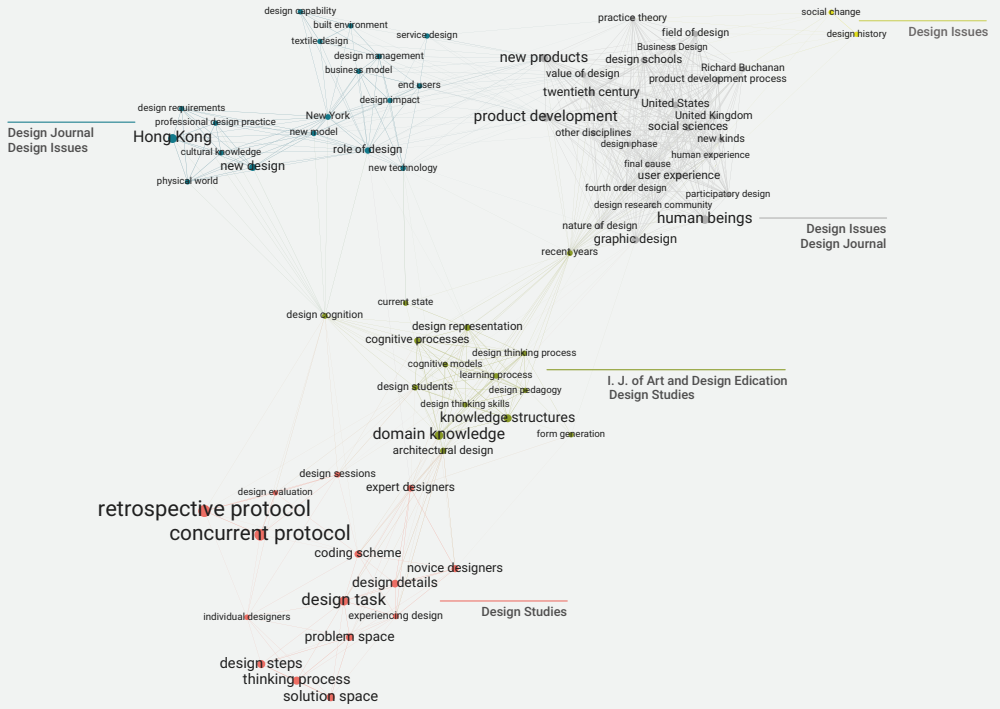 design capability
built environment
textile design
service design
design management
business model
end users
design impact
design requirements
New York
professional design practice
new model
Hong Kong
role of design
cultural knowledge
new design
new technology
physical world
Design Journal
Design Issues
practice theory
field of design
Business Design
new products
design schools
Richard Buchanan
value of design
product development process
twentieth century
United States
product development
United Kingdom
social sciences
other disciplines
new kinds
design phase
human experience
final cause
user experience
fourth order design
participatory design
design research community
human beings
nature of design
graphic design
recent years
social change
design history
Design Issues
Design Issues
Design Journal
current state
design cognition
design representation
cognitive processes
design thinking process
cognitive models
learning process
design students
design pedagogy
design thinking skills
knowledge structures
domain knowledge
form generation
architectural design
I. J. of Art and Design Edication
Design Studies
design sessions
expert designers
design evaluation
retrospective protocol
concurrent protocol
coding scheme
novice designers
design details
design task
individual designers
experiencing design
problem space
design steps
thinking process
solution space
Design Studies